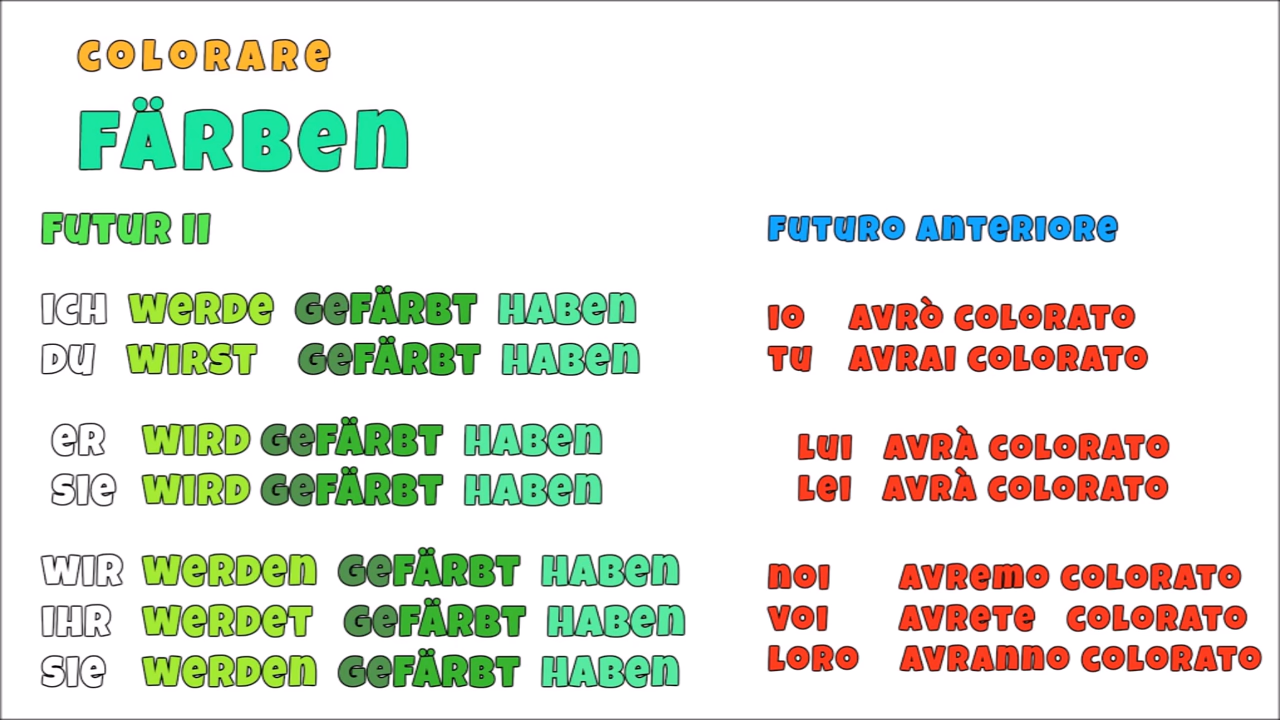 COLORARE
FÄRBEN
FUTUR II
ICH WERDE GEFÄRBT HABEN
DU WIRST GEFÄRBT HABEN
ER WIRD GEFÄRBT HABEN
SIE WIRD GEFÄRBT HABEN
WIR WERDEN GEFÄRBT HABEN
IHR WERDET GEFÄRBT HABEN
SIE WERDEN GEFÄRBT HABEN
FUTURO ANTERIORE
IO AVRÒ COLORATO
TU AVRAI COLORATO
LUI AVRÀ COLORATO
LEI AVRÀ COLORATO
NOI AVREMO COLORATO
VOI AVRETE COLORATO
LORO AVRANNO COLORATO